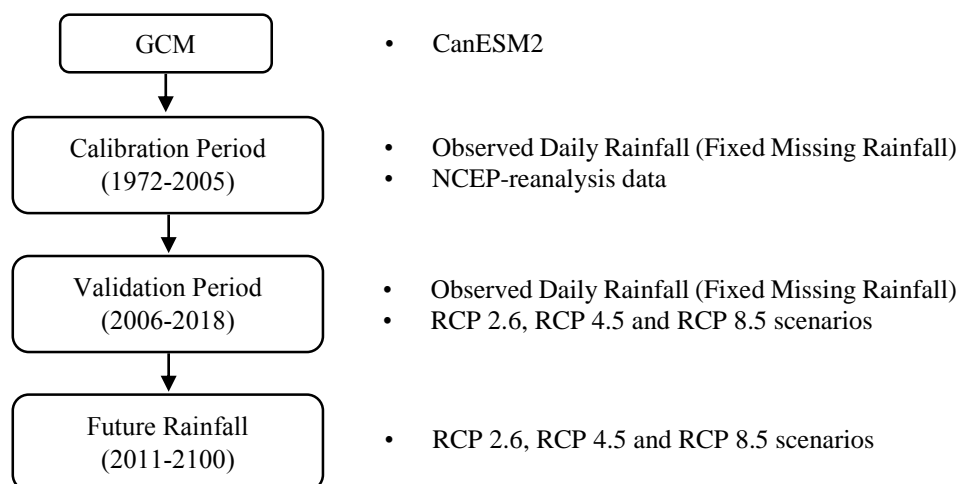 GCM
• CanESM2
Calibration Period
(1972-2005)
• Observed Daily Rainfall (Fixed Missing Rainfall)
• NCEP-reanalysis data
Validation Period
(2006-2018)
• Observed Daily Rainfall (Fixed Missing Rainfall)
• RCP 2.6, RCP 4.5 and RCP 8.5 scenarios
Future Rainfall
(2011-2100)
• RCP 2.6, RCP 4.5 and RCP 8.5 scenarios